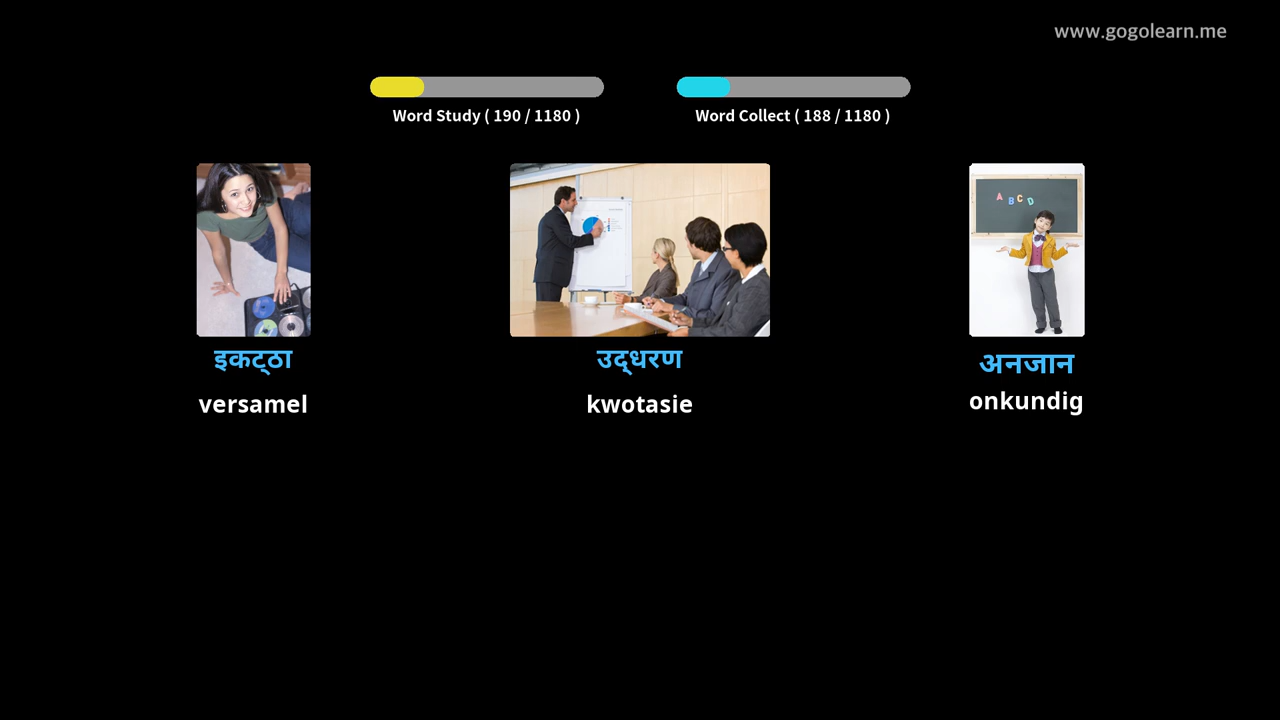 www.gogolearn.me
Word Study ( 190 / 1180 )
Word Collect ( 188 / 1180 )
A B C D
इकट्ठा
उद्धरण
अनजान
versamel
kwotasie
onkundig